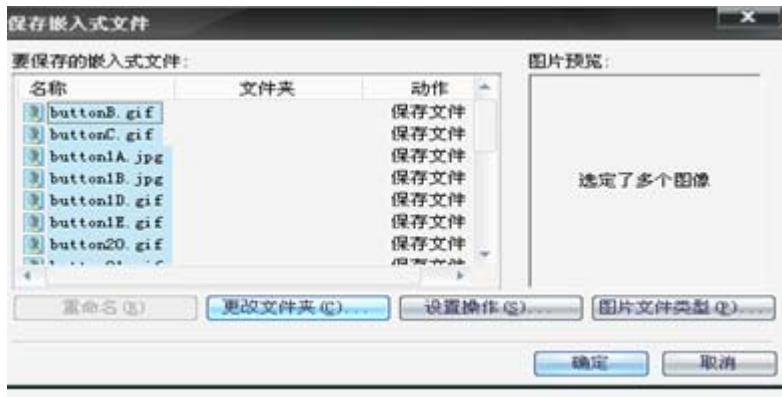 保存嵌入式文件
要保存的嵌入式文件:
图片预览:
名称 文件夹 动作
buttonB.gif 保存文件
buttonC.gif 保存文件
button1A.jpg 保存文件
button1B.jpg 保存文件
button1D.gif 保存文件
button1E.gif 保存文件
button20.gif 保存文件
选定了多个图像
重命名(R) 更改文件夹(C)... 设置操作(S)... 图片文件类型(P)...
确定 取消